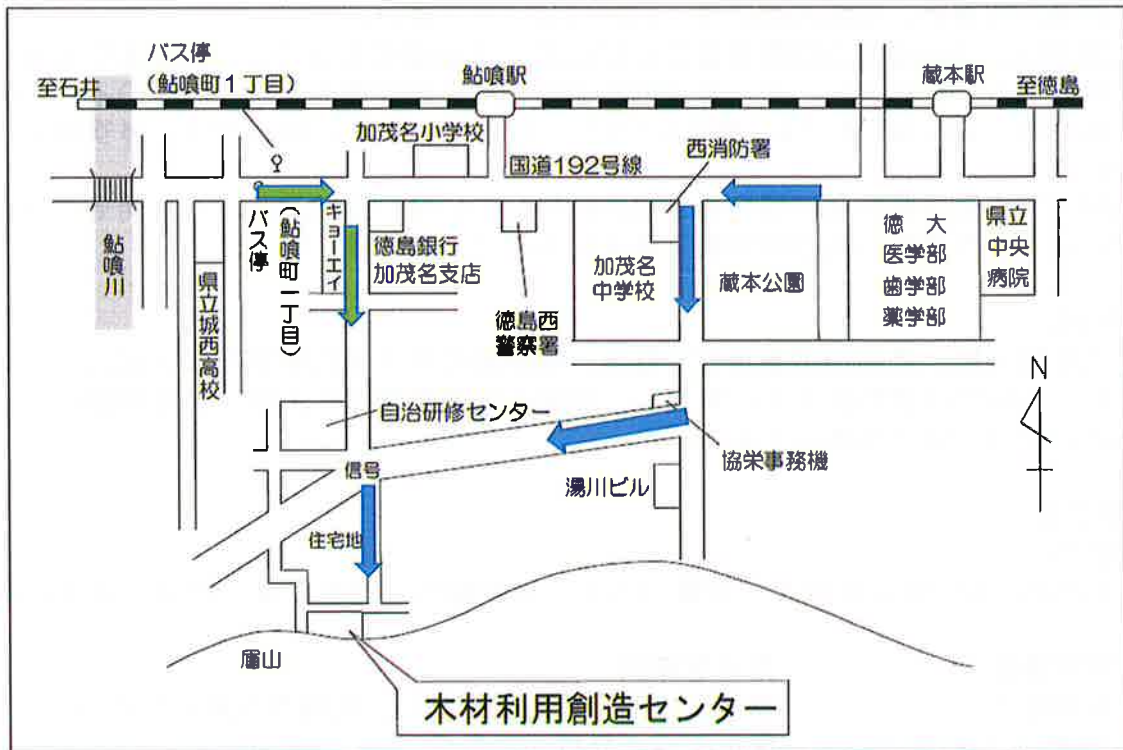 バス停
(鮎喰町1丁目)
至石井
鮎喰駅
蔵本駅
至徳島
加茂名小学校
国道192号線
西消防署
鮎喰川
県立城西高校
バス停
(鮎喰町一丁目)
キョーエイ
徳島銀行
加茂名支店
徳島西
警察署
加茂名
中学校
蔵本公園
徳大
医学部
歯学部
薬学部
県立
中央
病院
N
自治研修センター
協栄事務機
信号
湯川ビル
住宅地
眉山
木材利用創造センター